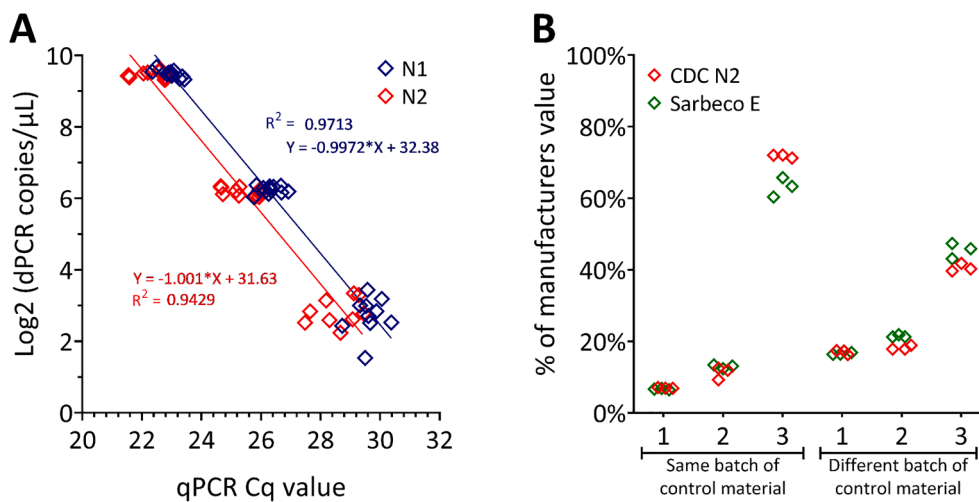 A
Log2 (dPCR copies/µL)
10
8
6
4
2
0
20 22 24 26 28 30 32
qPCR Cq value
N1
N2
R² = 0.9713
Y = -0.9972*X + 32.38
Y = -1.001*X + 31.63
R² = 0.9429
B
% of manufacturers value
100%
80%
60%
40%
20%
0%
CDC N2
Sarbeco E
1 2 3 1 2 3
Same batch of
control material
Different batch of
control material